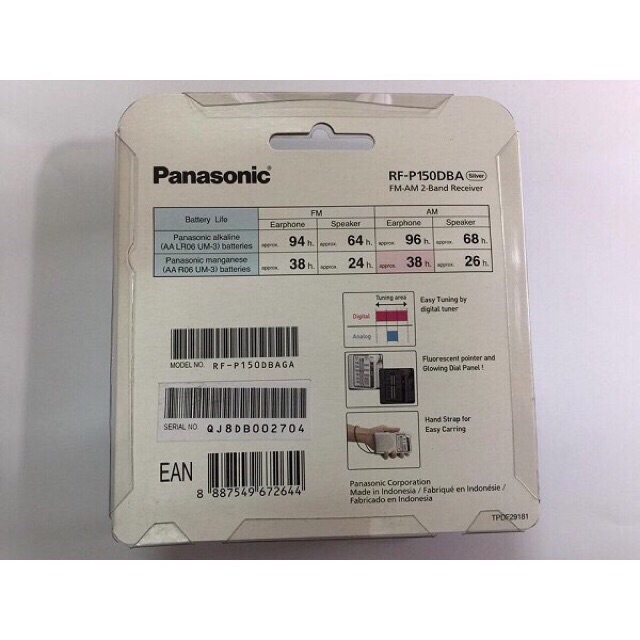 Panasonic
RF-P150DBA Silver
FM-AM 2-Band Receiver
Battery Life
FM
AM
Earphone Speaker Earphone Speaker
Panasonic alkaline
(AA LR06 UM-3) batteries
approx. 94 h. approx. 64 h. approx. 96 h. approx. 68 h.
Panasonic manganese
(AA R06 UM-3) batteries
approx. 38 h. approx. 24 h. approx. 38 h. approx. 26 h.
Tuning area
Digital
Analog
Easy Tuning by
digital tuner
Fluorescent pointer and
Glowing Dial Panel !
Hand Strap for
Easy Carring
MODEL NO. RF-P150DBAGA
SERIAL NO. QJ8DB002704
EAN
8 887549 672644
Panasonic Corporation
Made in Indonesia / Fabriqué en Indonésie /
Fabricado en Indonesia
TPDF29181